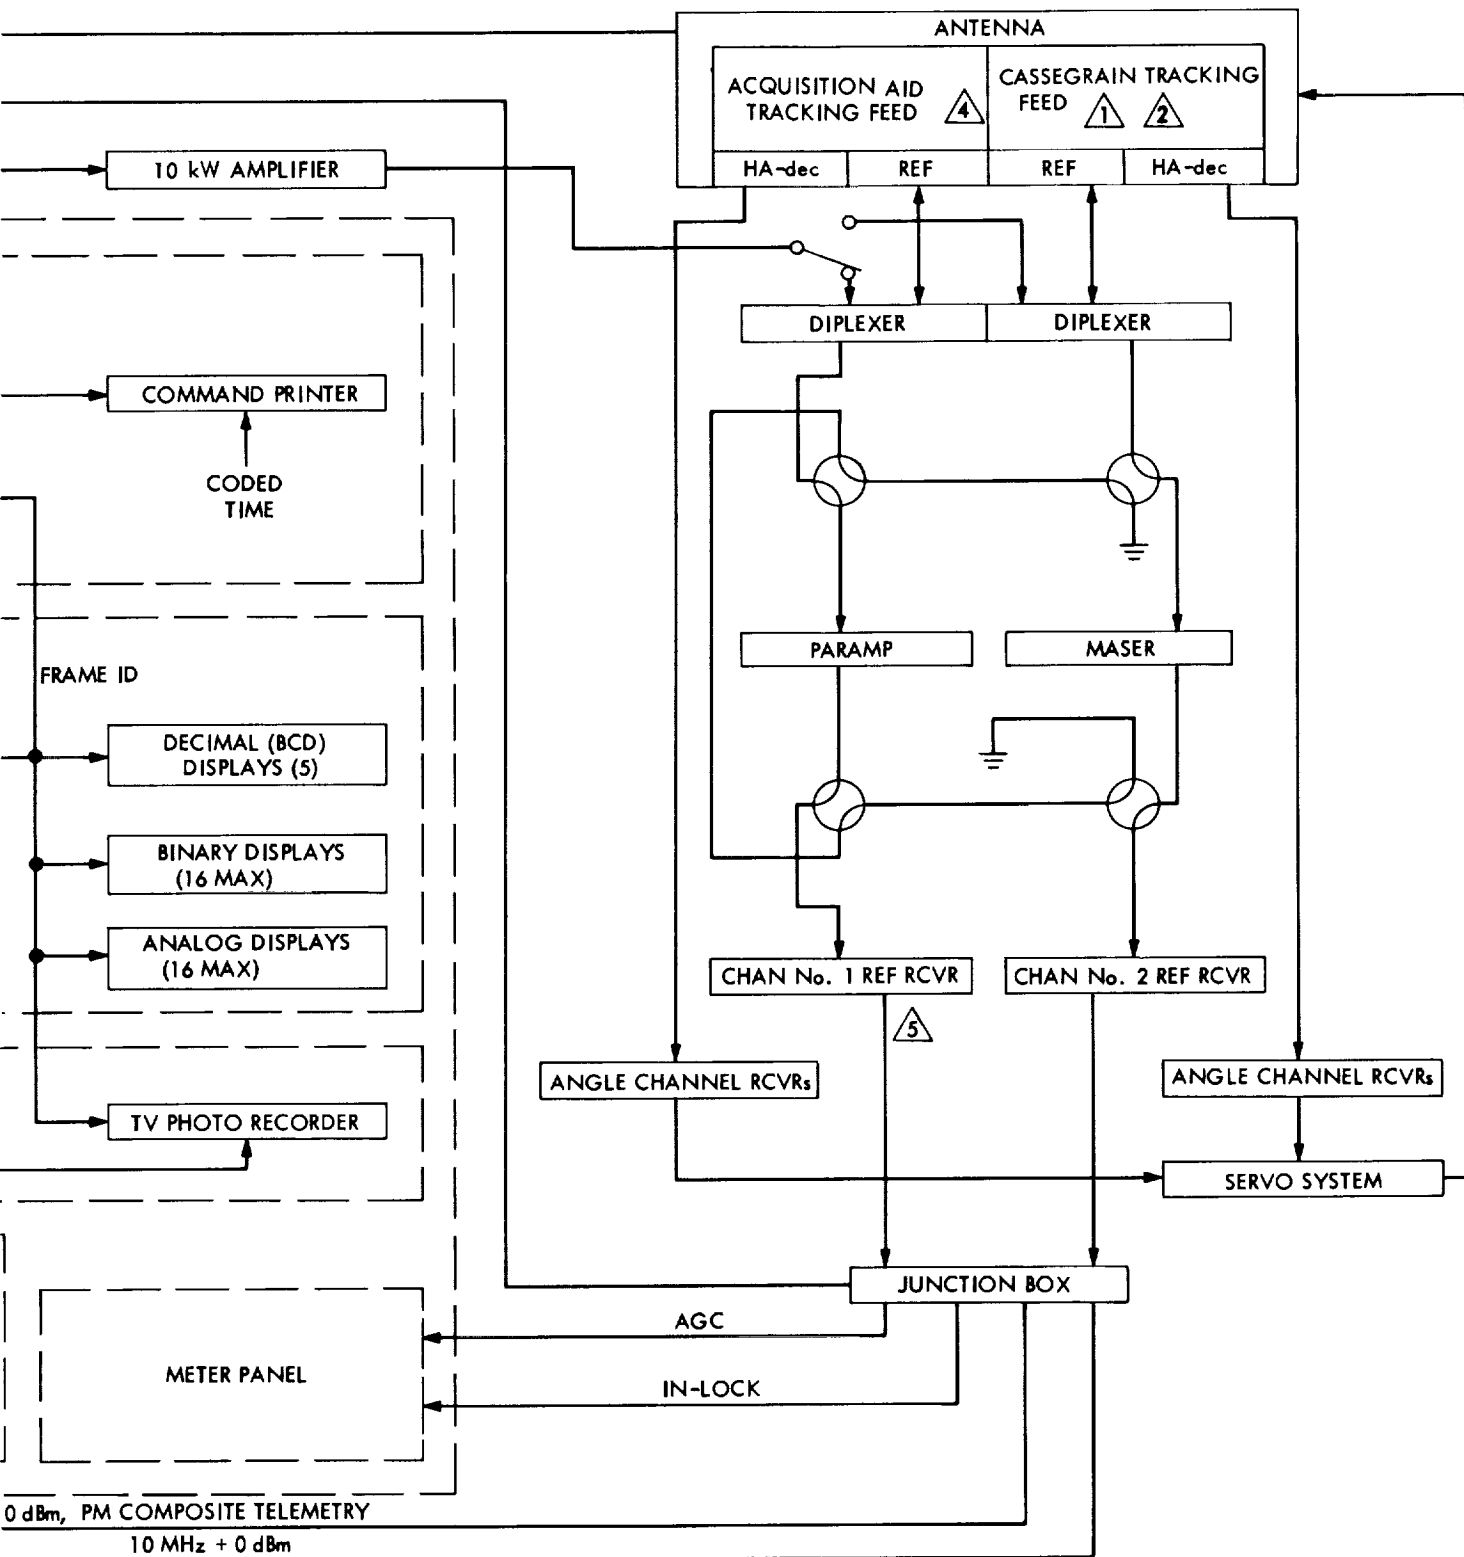 ANTENNA
ACQUISITION AID
TRACKING FEED
4
CASSEGRAIN TRACKING
FEED
1
2
HA-dec
REF
REF
HA-dec
10 kW AMPLIFIER
DIPLEXER
DIPLEXER
COMMAND PRINTER
CODED
TIME
PARAMP
MASER
FRAME ID
DECIMAL (BCD)
DISPLAYS (5)
BINARY DISPLAYS
(16 MAX)
ANALOG DISPLAYS
(16 MAX)
CHAN No. 1 REF RCVR
CHAN No. 2 REF RCVR
5
ANGLE CHANNEL RCVRs
ANGLE CHANNEL RCVRs
TV PHOTO RECORDER
SERVO SYSTEM
JUNCTION BOX
AGC
METER PANEL
IN-LOCK
0 dBm, PM COMPOSITE TELEMETRY
10 MHz + 0 dBm